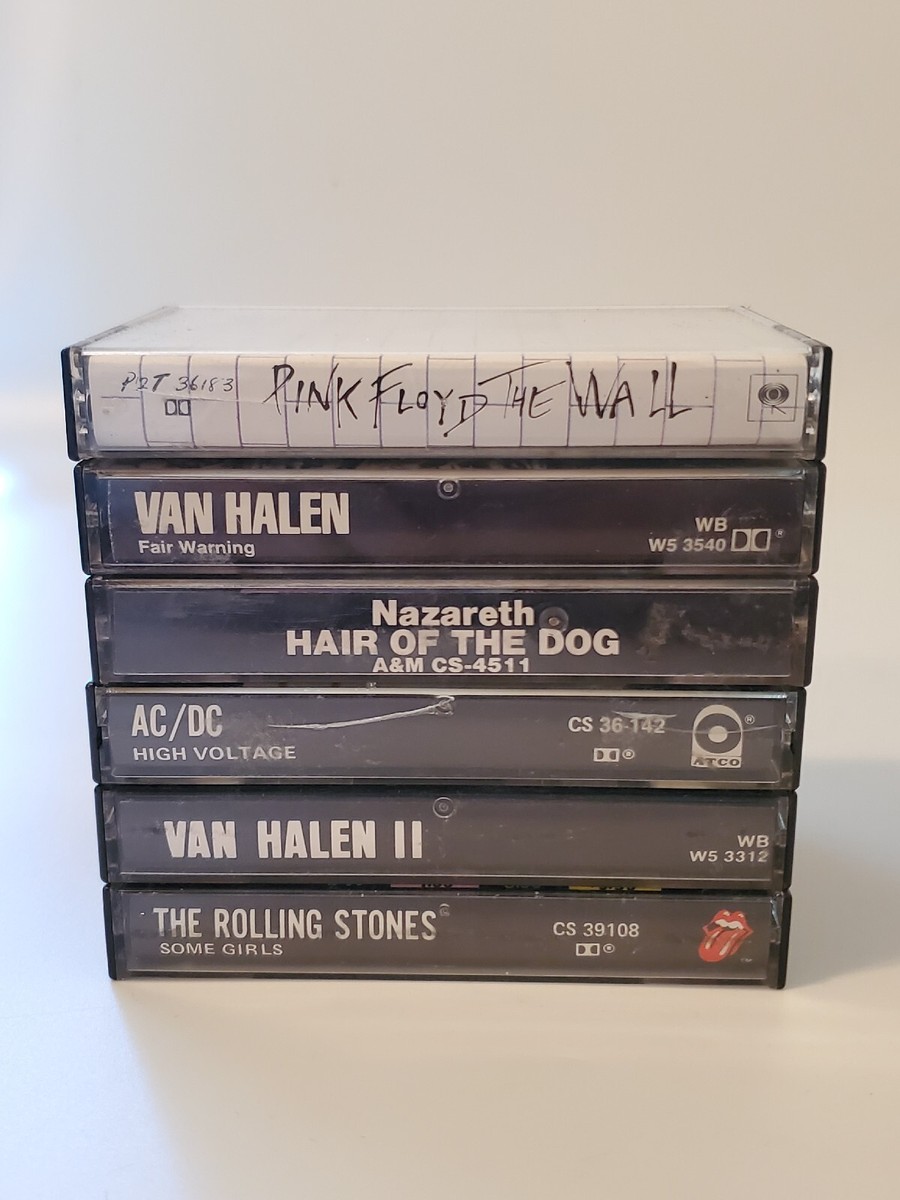 P2T 36183
PINK FLOYD THE WALL
VAN HALEN
Fair Warning
WB
W5 3540
Nazareth
HAIR OF THE DOG
A&M CS-4511
AC/DC
HIGH VOLTAGE
CS 36-142
ATCO
®
VAN HALEN II
WB
W5 3312
THE ROLLING STONES
SOME GIRLS
CS 39108